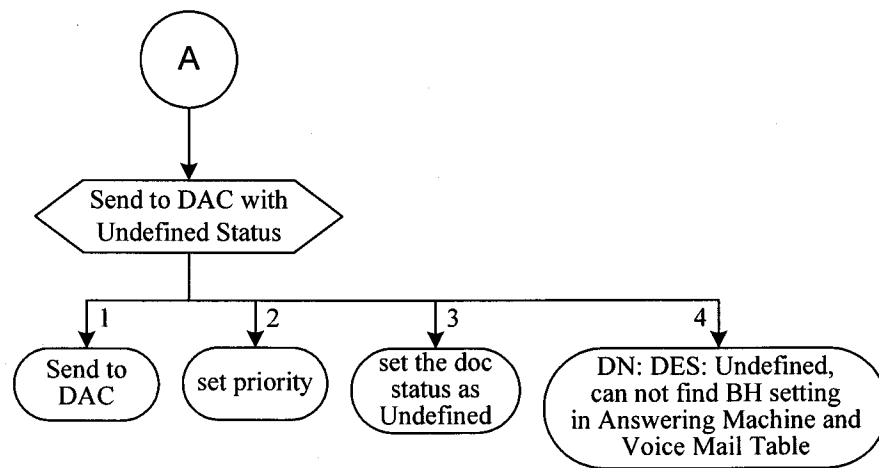 A
Send to DAC with
Undefined Status
1
2
3
4
Send to
DAC
set priority
set the doc
status as
Undefined
DN: DES: Undefined,
can not find BH setting
in Answering Machine and
Voice Mail Table